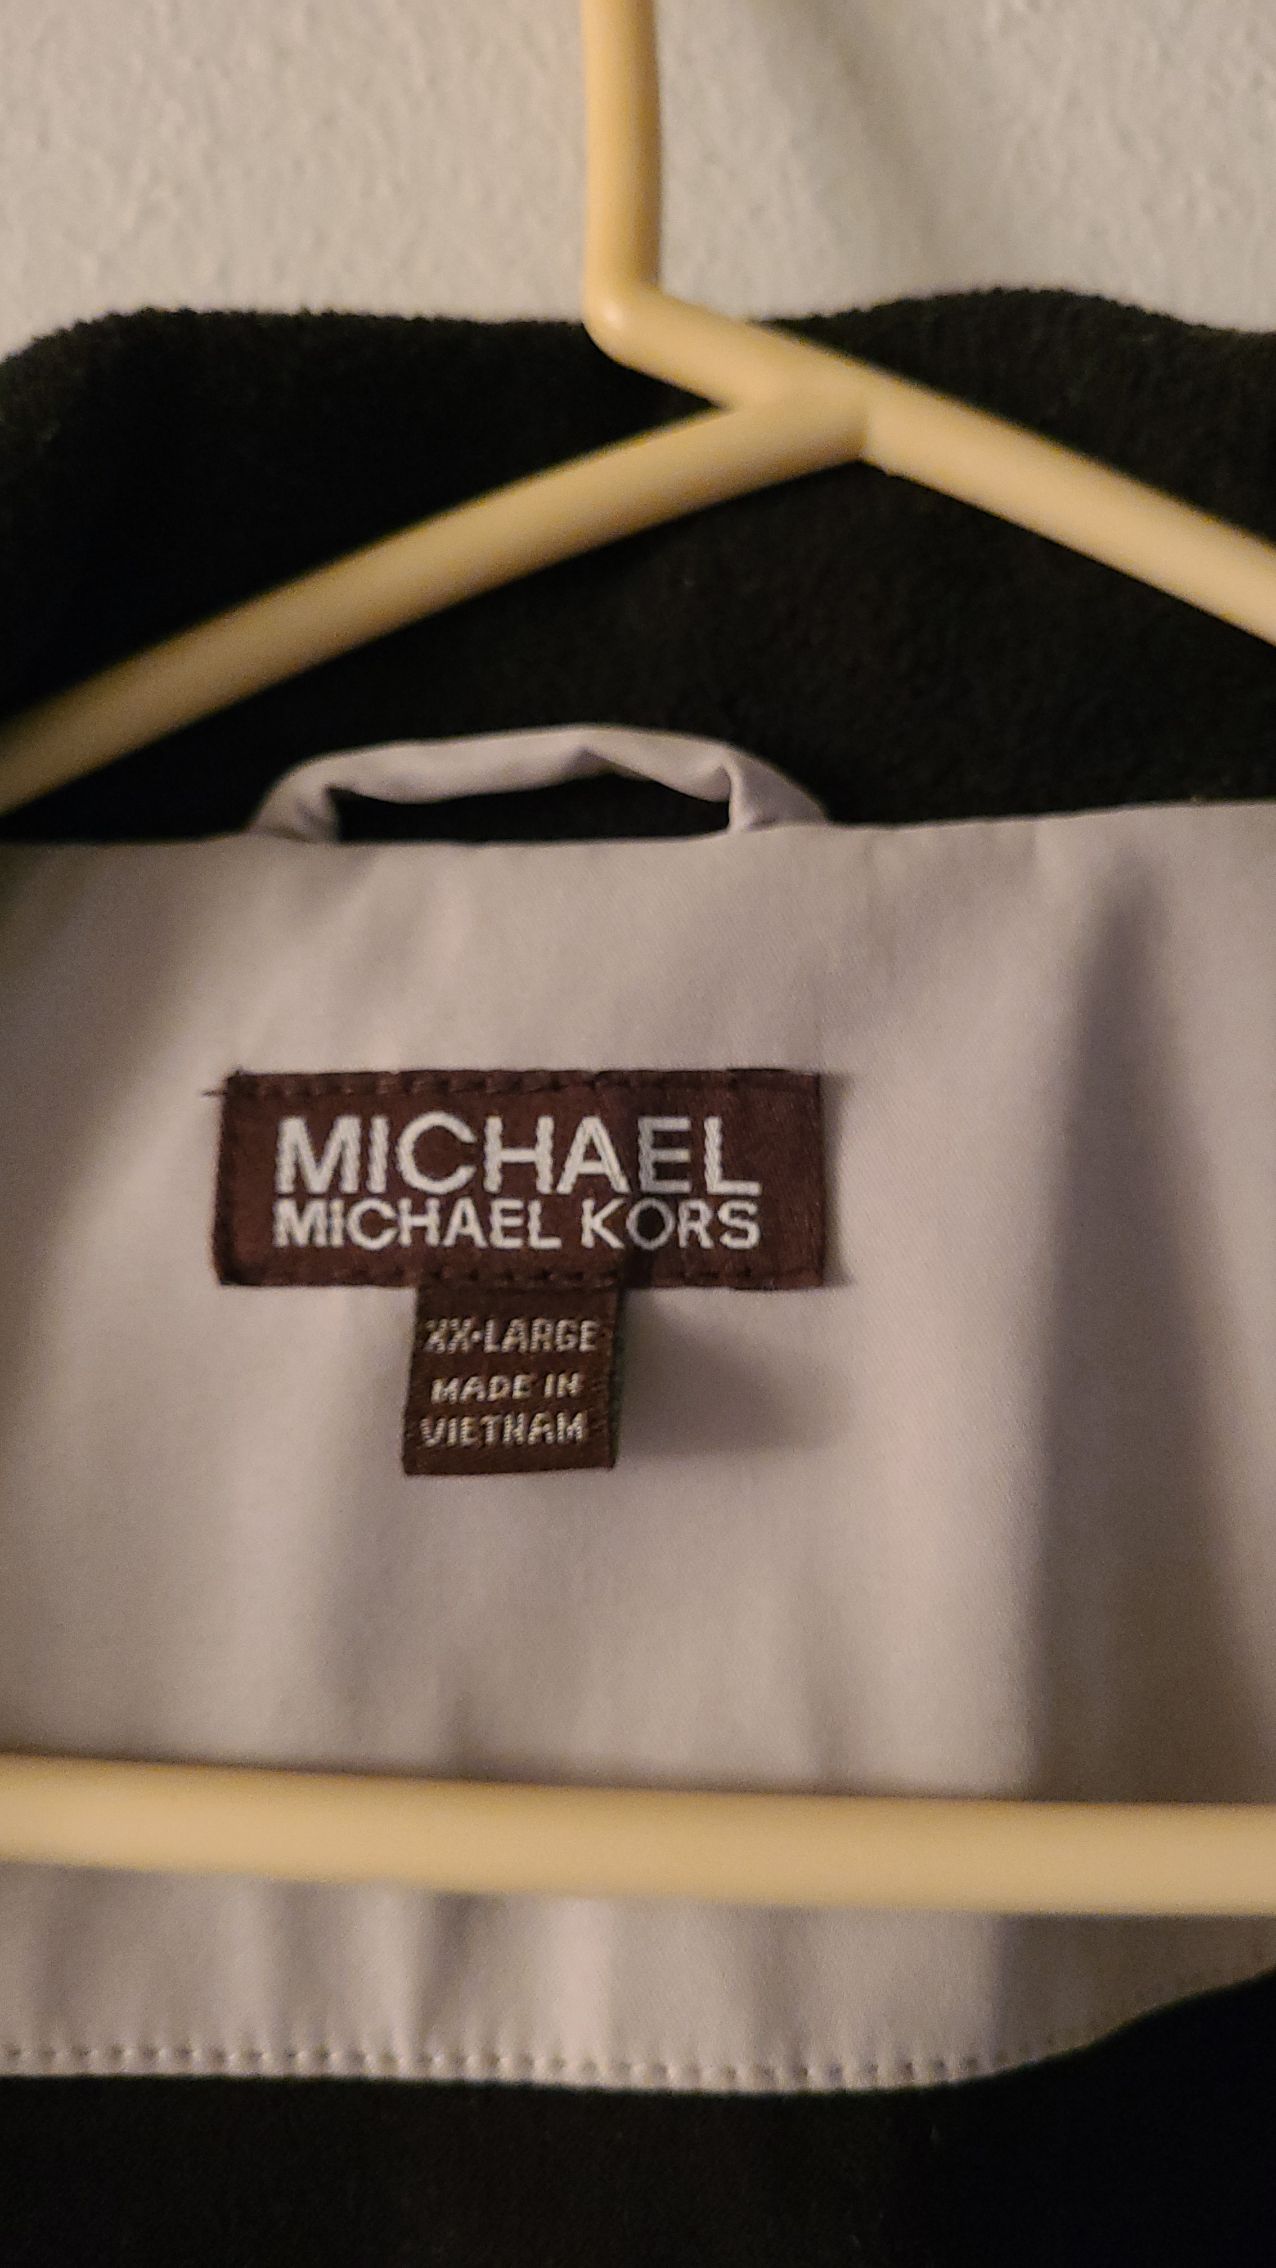 MICHAEL
MICHAEL KORS
XX-LARGE
MADE IN
VIETNAM